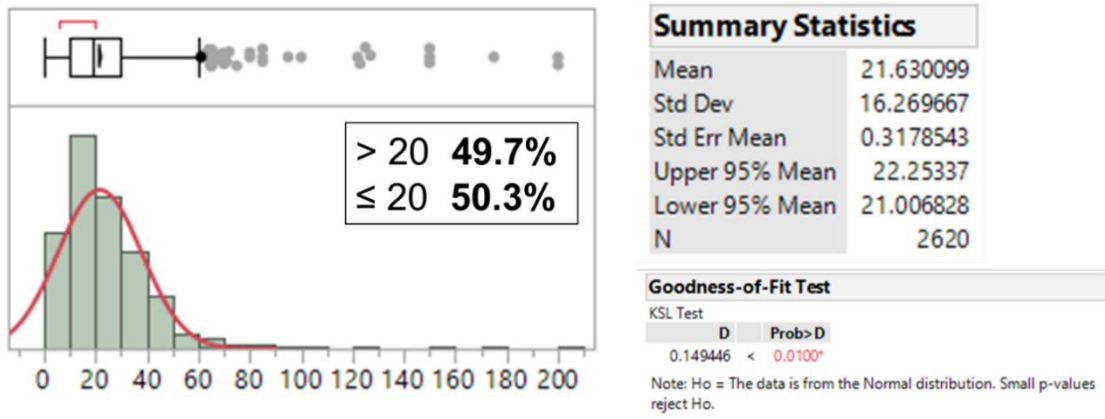 > 20 49.7%
≤ 20 50.3%
0 20 40 60 80 100 120 140 160 180 200
Summary Statistics
Mean 21.630099
Std Dev 16.269667
Std Err Mean 0.3178543
Upper 95% Mean 22.25337
Lower 95% Mean 21.006828
N 2620
Goodness-of-Fit Test
KSL Test
D Prob>D
0.149446 < 0.0100*
Note: Ho = The data is from the Normal distribution. Small p-values
reject Ho.